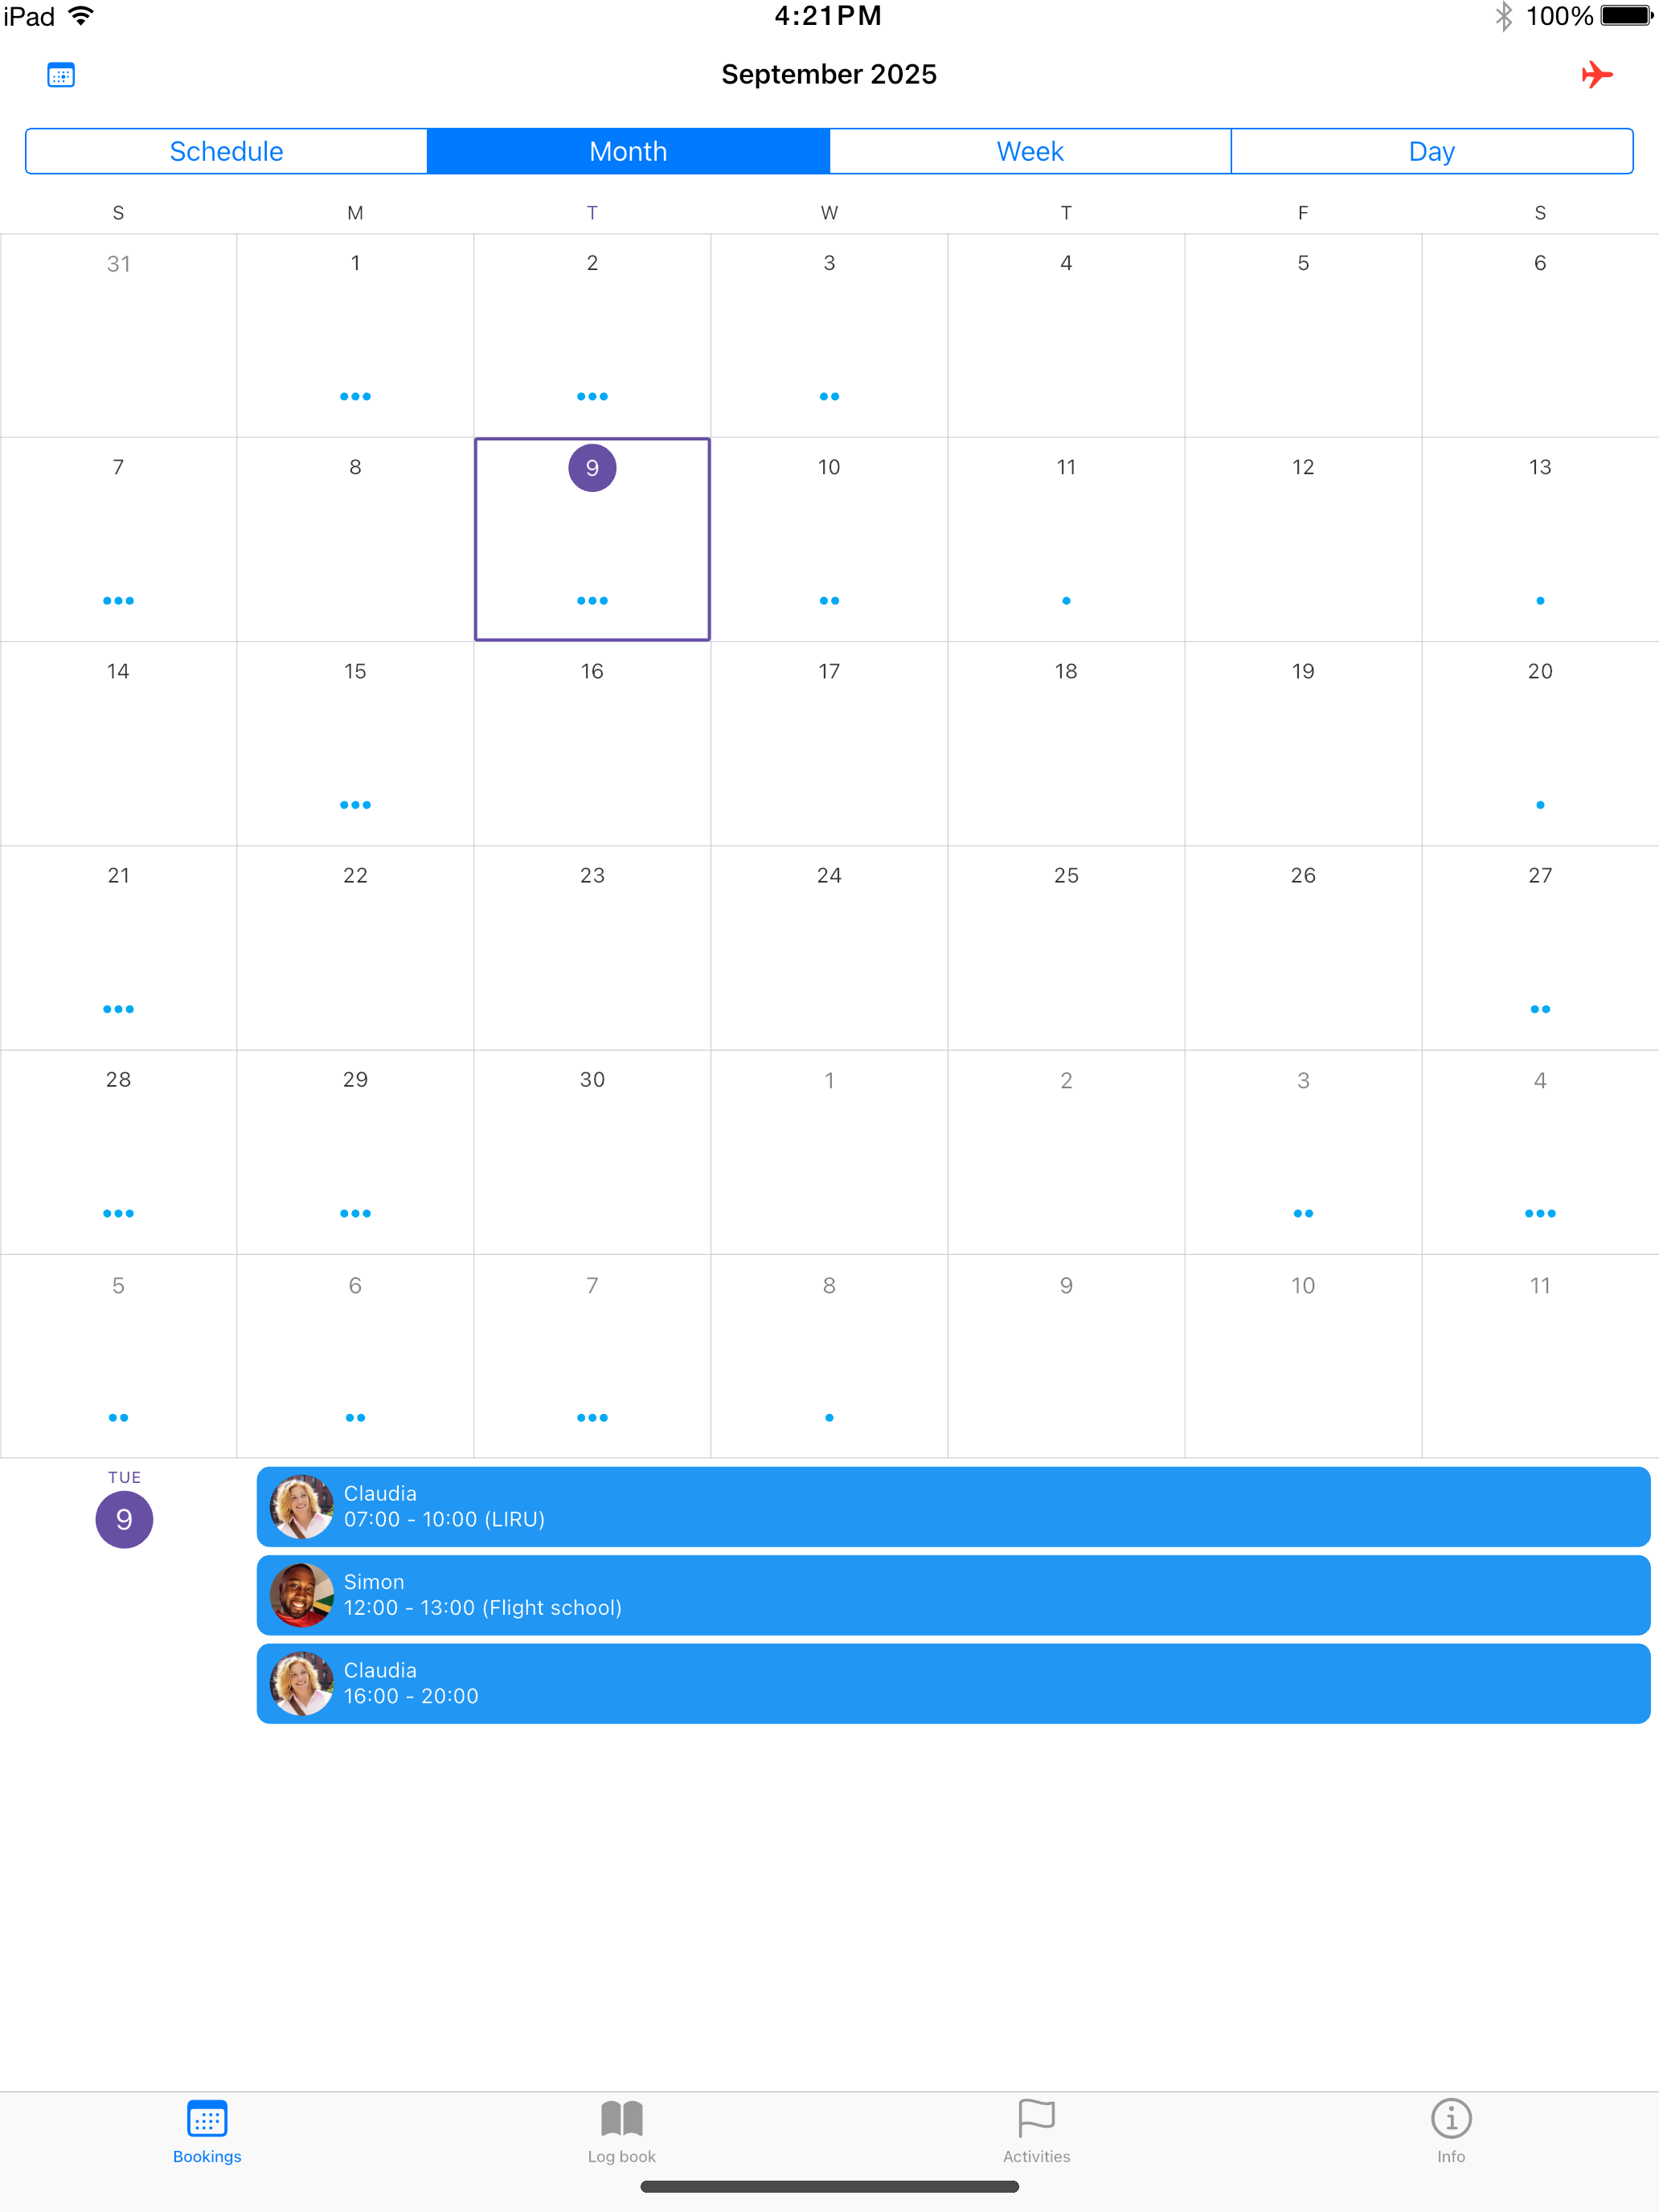 iPad 4:21PM 100%
September 2025
Schedule Month Week Day
S M T W T F S
31 1 2 3 4 5 6
7 8 9 10 11 12 13
14 15 16 17 18 19 20
21 22 23 24 25 26 27
28 29 30 1 2 3 4
5 6 7 8 9 10 11
TUE
9
Claudia
07:00 - 10:00 (LIRU)
Simon
12:00 - 13:00 (Flight school)
Claudia
16:00 - 20:00
Bookings Log book Activities Info